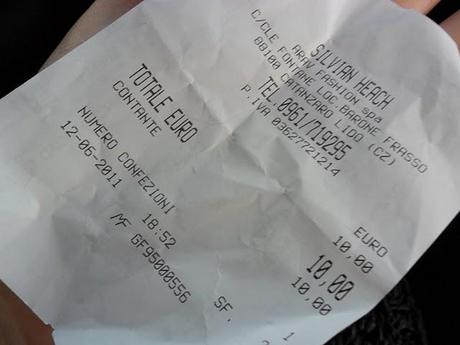 SILVIAN HEACH
ARAV FASHION spa
C/CLE FONTANE LOC.BARONE FRASSO
88100 CATANZARO LIDO (CZ)
TEL.0961/719295
P.IVA 03627721214
EURO
10,00
TOTALE EURO 10,00
CONTANTE 10,00
NUMERO CONFEZIONI 1
12-06-2011 18:52 SF.
MF GF95000556